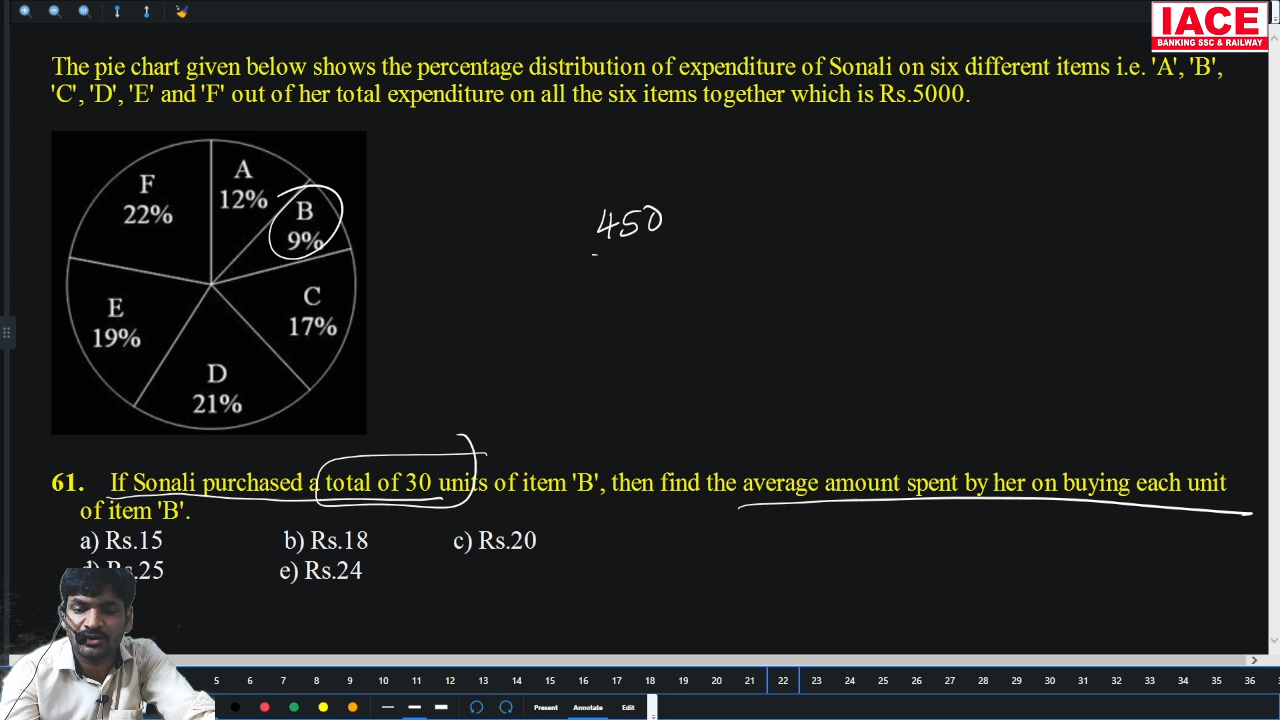 IACE
BANKING SSC & RAILWAY
The pie chart given below shows the percentage distribution of expenditure of Sonali on six different items i.e. 'A', 'B',
'C', 'D', 'E' and 'F' out of her total expenditure on all the six items together which is Rs.5000.
F
22%
A
12%
B
9%
C
17%
E
19%
D
21%
450
61. If Sonali purchased a total of 30 units of item 'B', then find the average amount spent by her on buying each unit
of item 'B'.
a) Rs.15 b) Rs.18 c) Rs.20
d) Rs.25 e) Rs.24
5 6 7 8 9 10 11 12 13 14 15 16 17 18 19 20 21 22 23 24 25 26 27 28 29 30 31 32 33 34 35 36
Present Annotate Edit